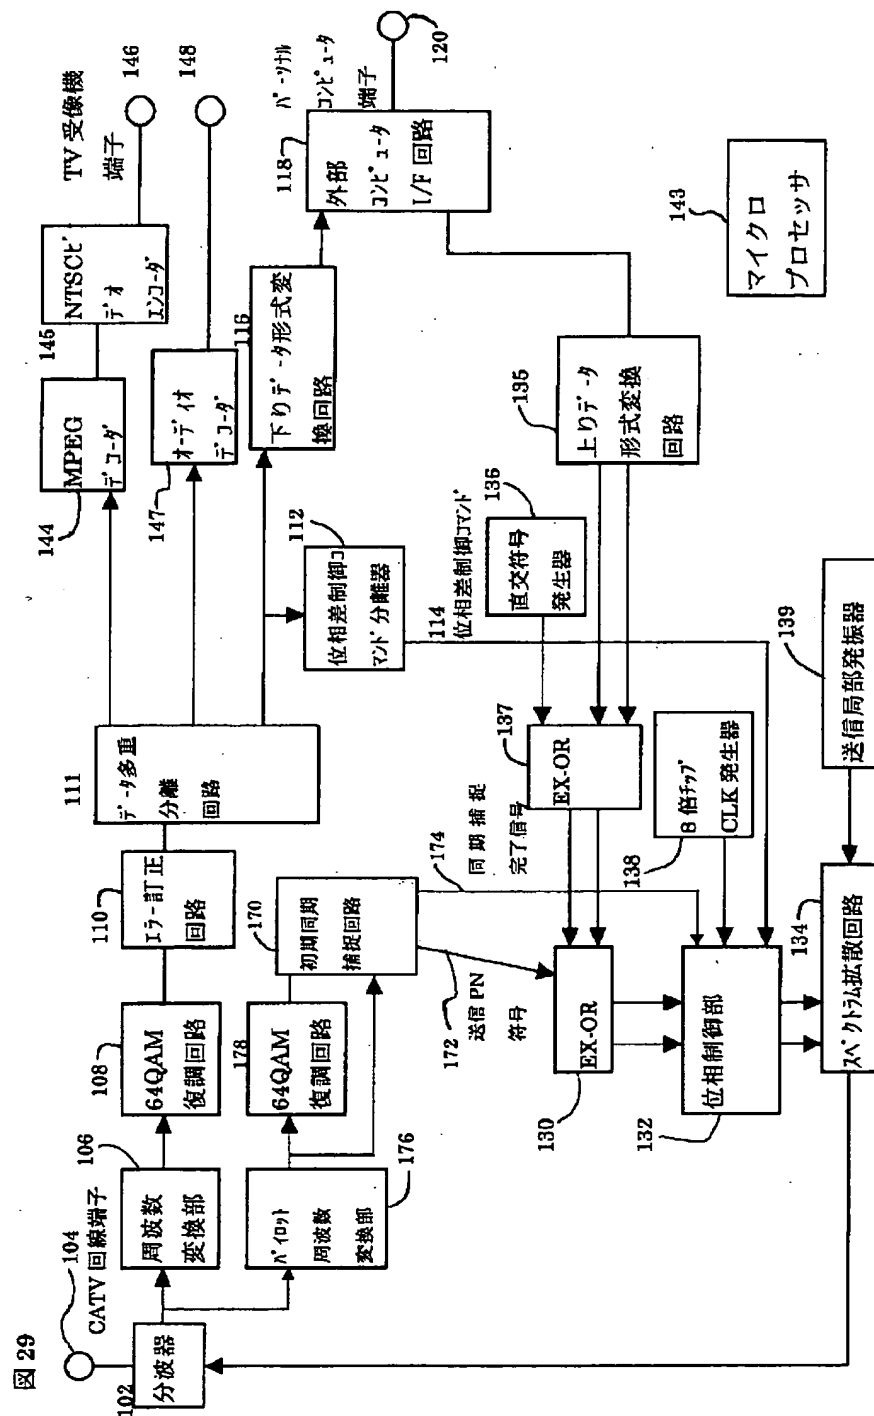 図 29
104
CATV 回線端子
102
分波器
106
周波数
変換部
108
64QAM
復調回路
110
エラー訂正
回路
111
データ多重
分離
回路
144
MPEG
デコーダ
145
NTSCビ
デオ
エンコーダ
TV 受像機
端子
146
147
オーディオ
デコーダ
148
116
下りデータ形式変
換回路
118
外部
コンピュータ
I/F 回路
パーソナル
コンピュータ
端子
120
176
パイロット
周波数
変換部
178
64QAM
復調回路
170
初期同期
捕捉回路
112
位相差制御コ
マンド分離器
114
位相差制御コマンド
172
送信 PN
符号
174
同期捕捉
完了信号
136
直交符号
発生器
135
上りデータ
形式変換
回路
137
EX-OR
130
EX-OR
138
8 倍チップ
CLK 発生器
132
位相制御部
134
スペクトラム拡散回路
139
送信局部発振器
143
マイクロ
プロセッサ